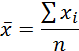 x̄ = ∑ xᵢ / n